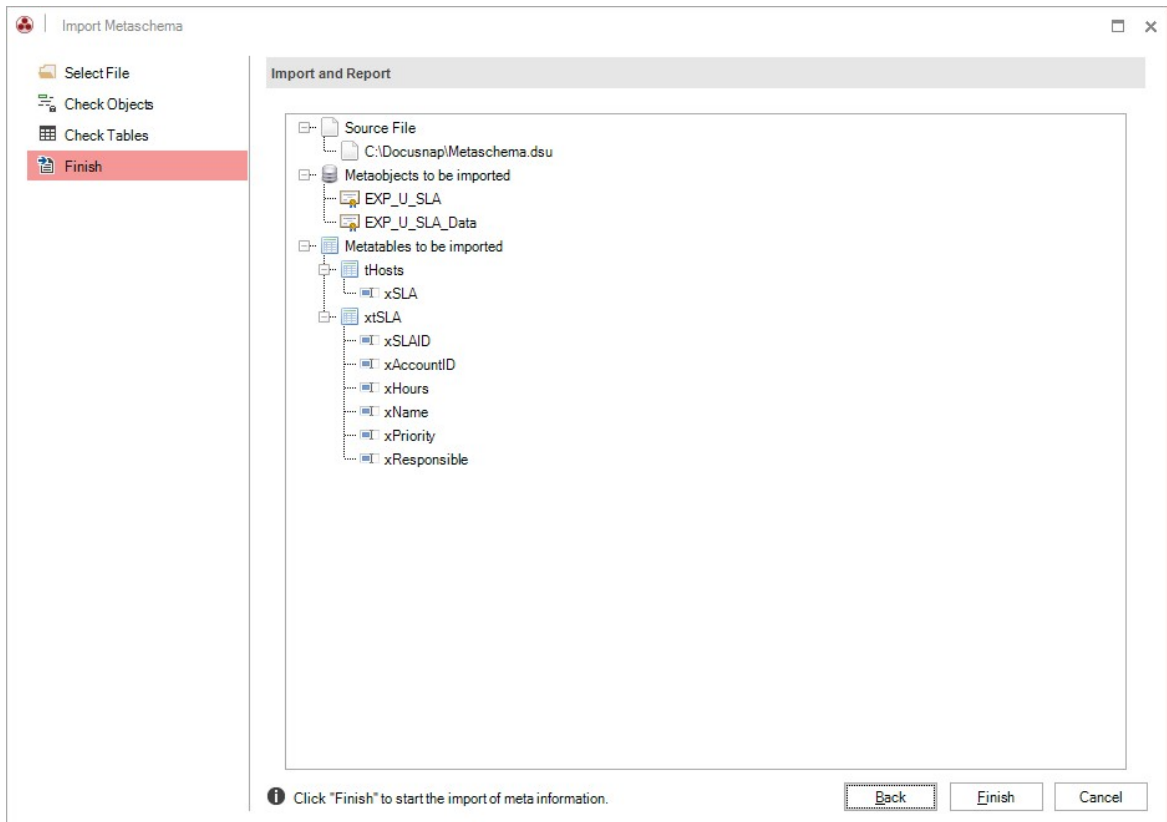 Import Metaschema
Select File
Check Objects
Check Tables
Finish
Import and Report
Source File
C:\Docusnap\Metaschema.dsu
Metaobjects to be imported
EXP_U_SLA
EXP_U_SLA_Data
Metatables to be imported
tHosts
xSLA
xtSLA
xSLAID
xAccountID
xHours
xName
xPriority
xResponsible
Click "Finish" to start the import of meta information.
Back Finish Cancel